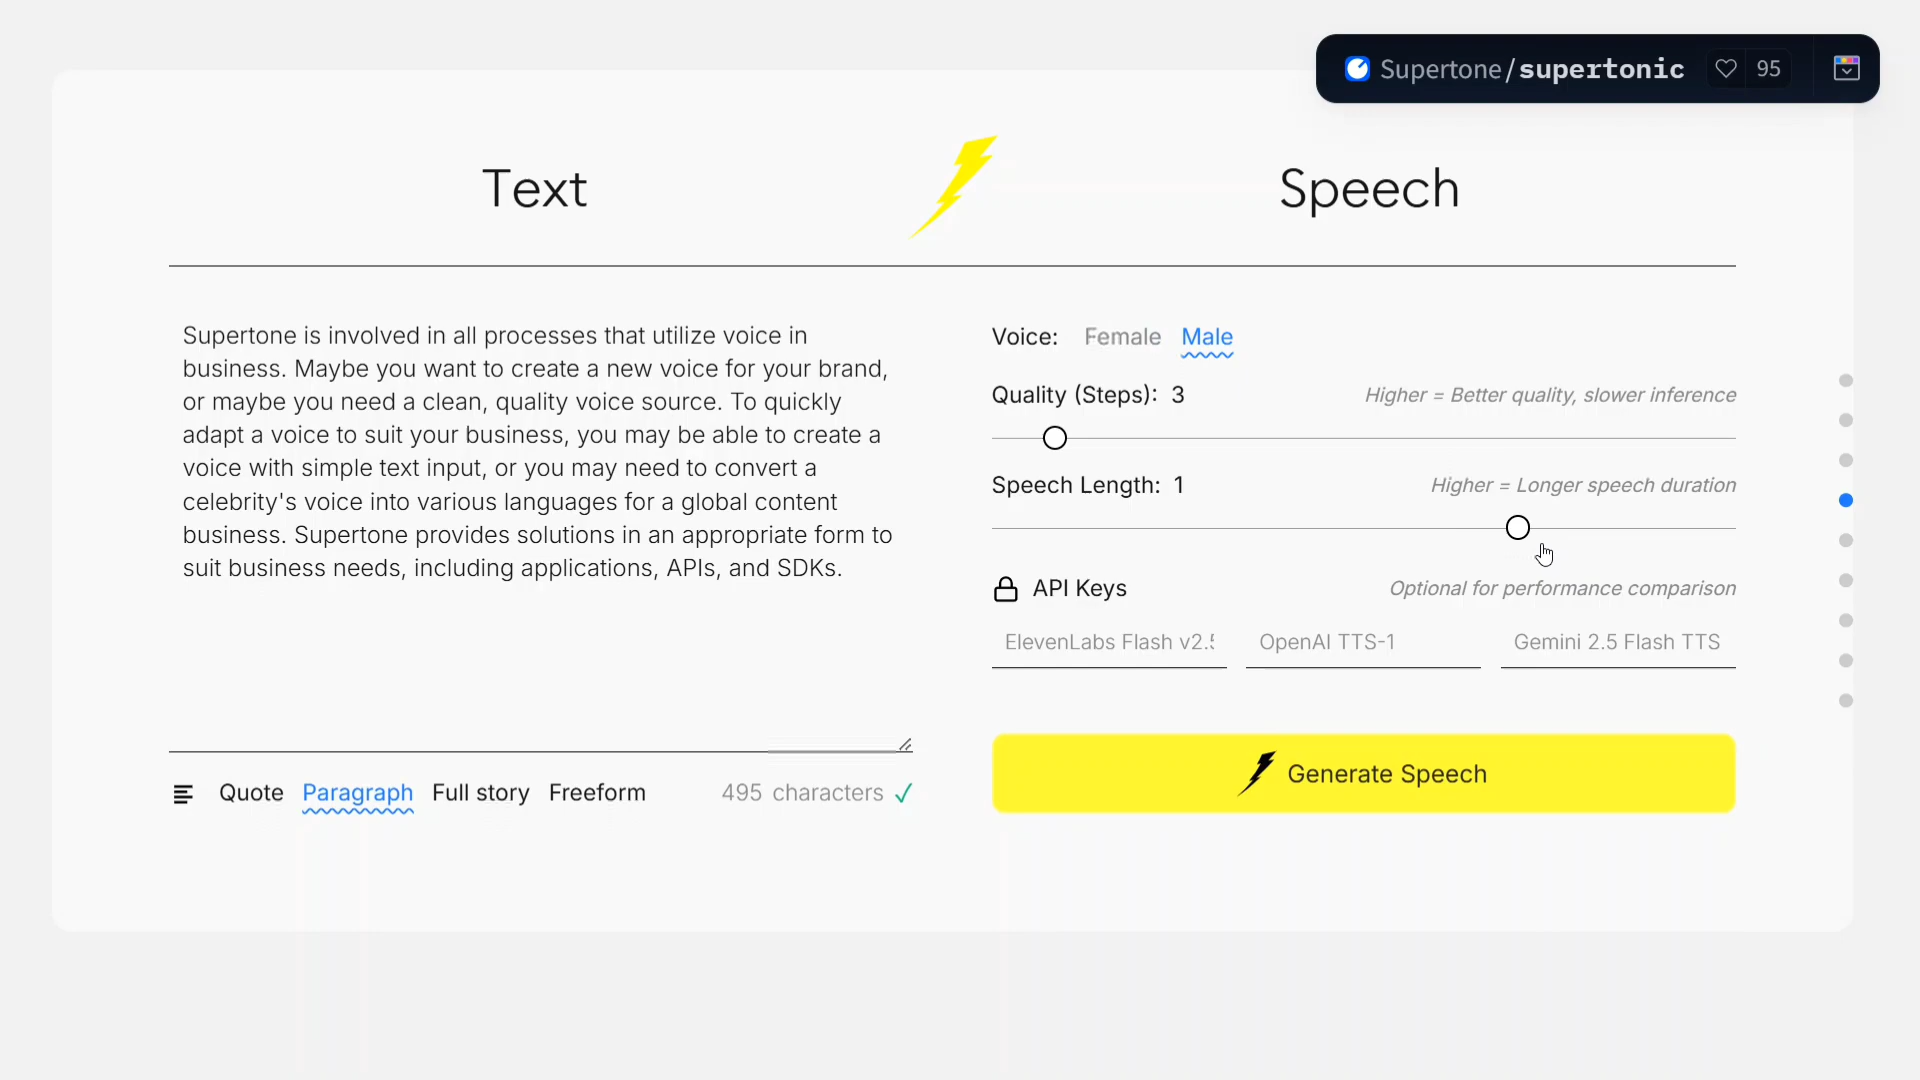 Supertone/supertonic 95
Text
Speech
Supertone is involved in all processes that utilize voice in
business. Maybe you want to create a new voice for your brand,
or maybe you need a clean, quality voice source. To quickly
adapt a voice to suit your business, you may be able to create a
voice with simple text input, or you may need to convert a
celebrity's voice into various languages for a global content
business. Supertone provides solutions in an appropriate form to
suit business needs, including applications, APIs, and SDKs.
Quote Paragraph Full story Freeform 495 characters ✓
Voice: Female Male
Quality (Steps): 3 Higher = Better quality, slower inference
Speech Length: 1 Higher = Longer speech duration
API Keys Optional for performance comparison
ElevenLabs Flash v2. OpenAI TTS-1 Gemini 2.5 Flash TTS
Generate Speech